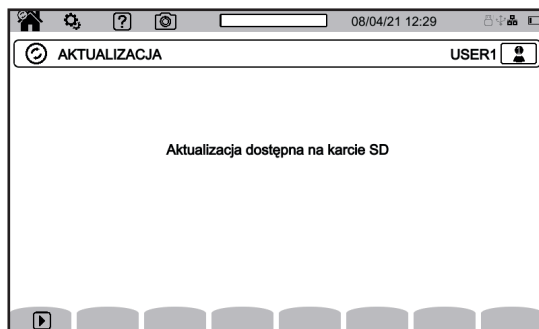 08/04/21 12:29
AKTUALIZACJA USER1
Aktualizacja dostępna na karcie SD